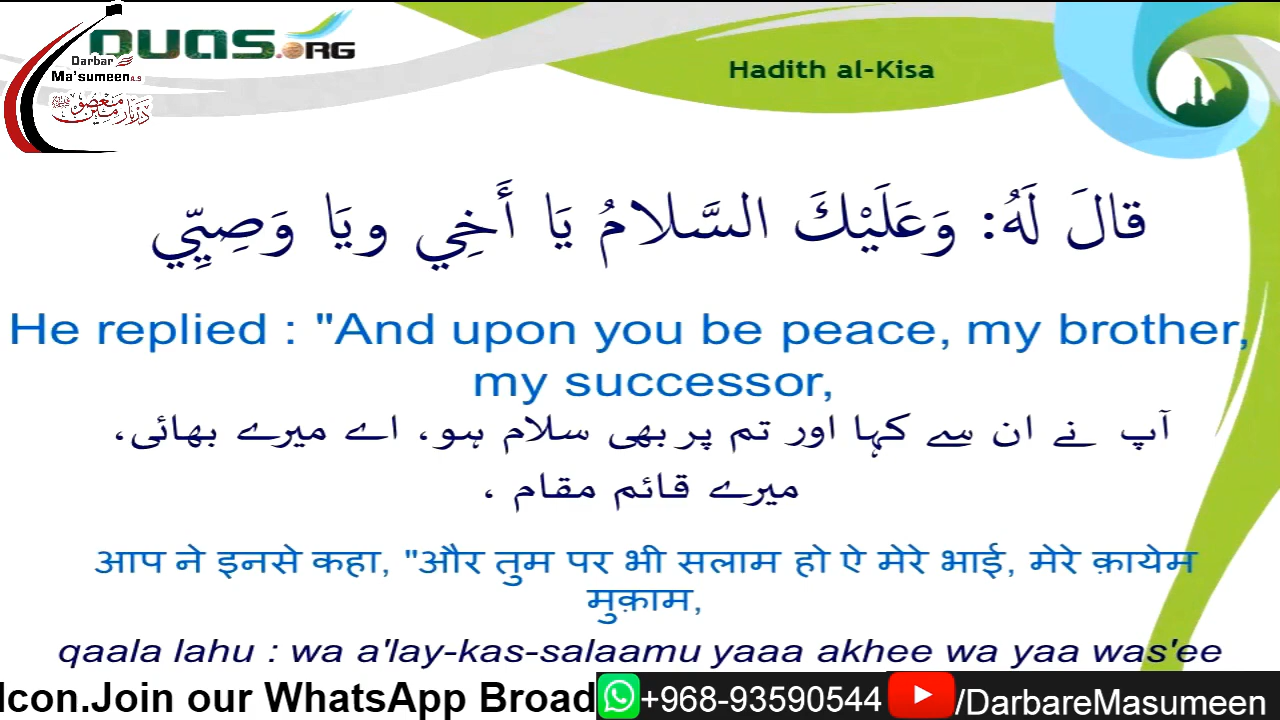 DUAS.ORG
Darbar
Ma'sumeen A.S
Hadith al-Kisa
قالَ لَهُ: وَعَلَيْكَ السَّلامُ يَا أَخِي ويَا وَصِيِّي
He replied : "And upon you be peace, my brother,
my successor,
آپ نے ان سے کہا اور تم پر بھی سلام ہو، اے میرے بھائی،
میرے قائم مقام ،
आप ने इनसे कहा, "और तुम पर भी सलाम हो ऐ मेरे भाई, मेरे क़ायेम
मुक़ाम,
qaala lahu : wa a'lay-kas-salaamu yaaa akhee wa yaa was'ee
Icon.Join our WhatsApp Broad +968-93590544 /DarbareMasumeen